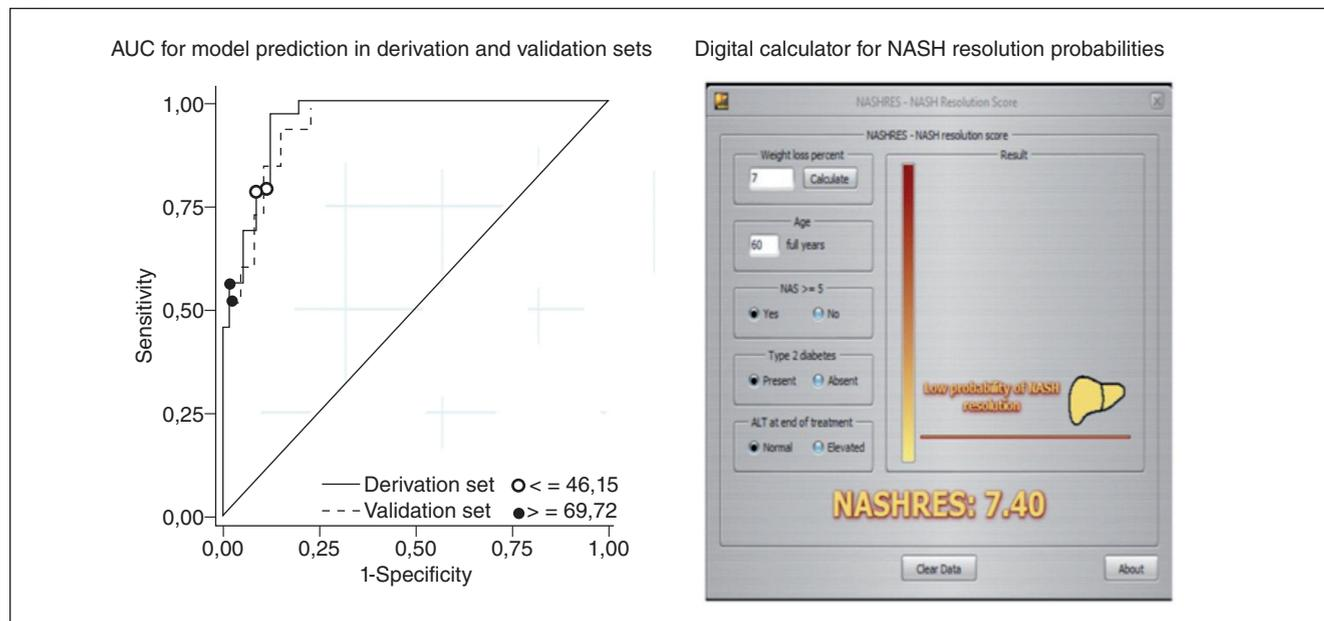 AUC for model prediction in derivation and validation sets
1,00
0,75
0,50
0,25
0,00
Sensitivity
0,00 0,25 0,50 0,75 1,00
1-Specificity
Derivation set < = 46,15
Validation set > = 69,72
Digital calculator for NASH resolution probabilities
NASHRES - NASH Resolution Score
NASHRES - NASH resolution score
Weight loss percent
7 Calculate
Age
60 full years
NAS >= 5
Yes No
Type 2 diabetes
Present Absent
ALT at end of treatment
Normal Elevated
Result
Low probability of NASH
resolution
NASHRES: 7.40
Clear Data About